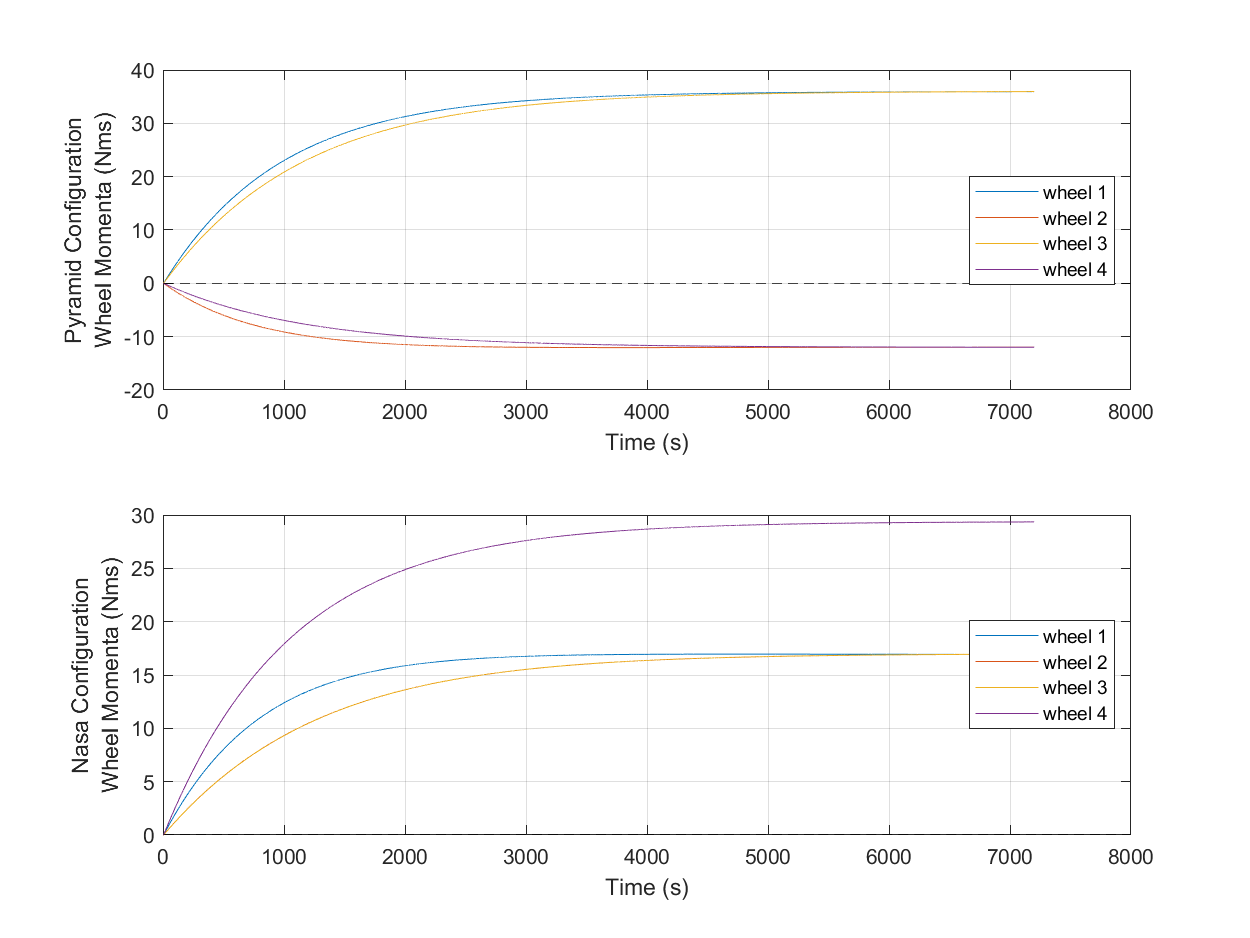 Pyramid Configuration
Wheel Momenta (Nms)
40
30
20
10
0
-10
-20
wheel 1
wheel 2
wheel 3
wheel 4
0 1000 2000 3000 4000 5000 6000 7000 8000
Time (s)
Nasa Configuration
Wheel Momenta (Nms)
30
25
20
15
10
5
0
wheel 1
wheel 2
wheel 3
wheel 4
0 1000 2000 3000 4000 5000 6000 7000 8000
Time (s)